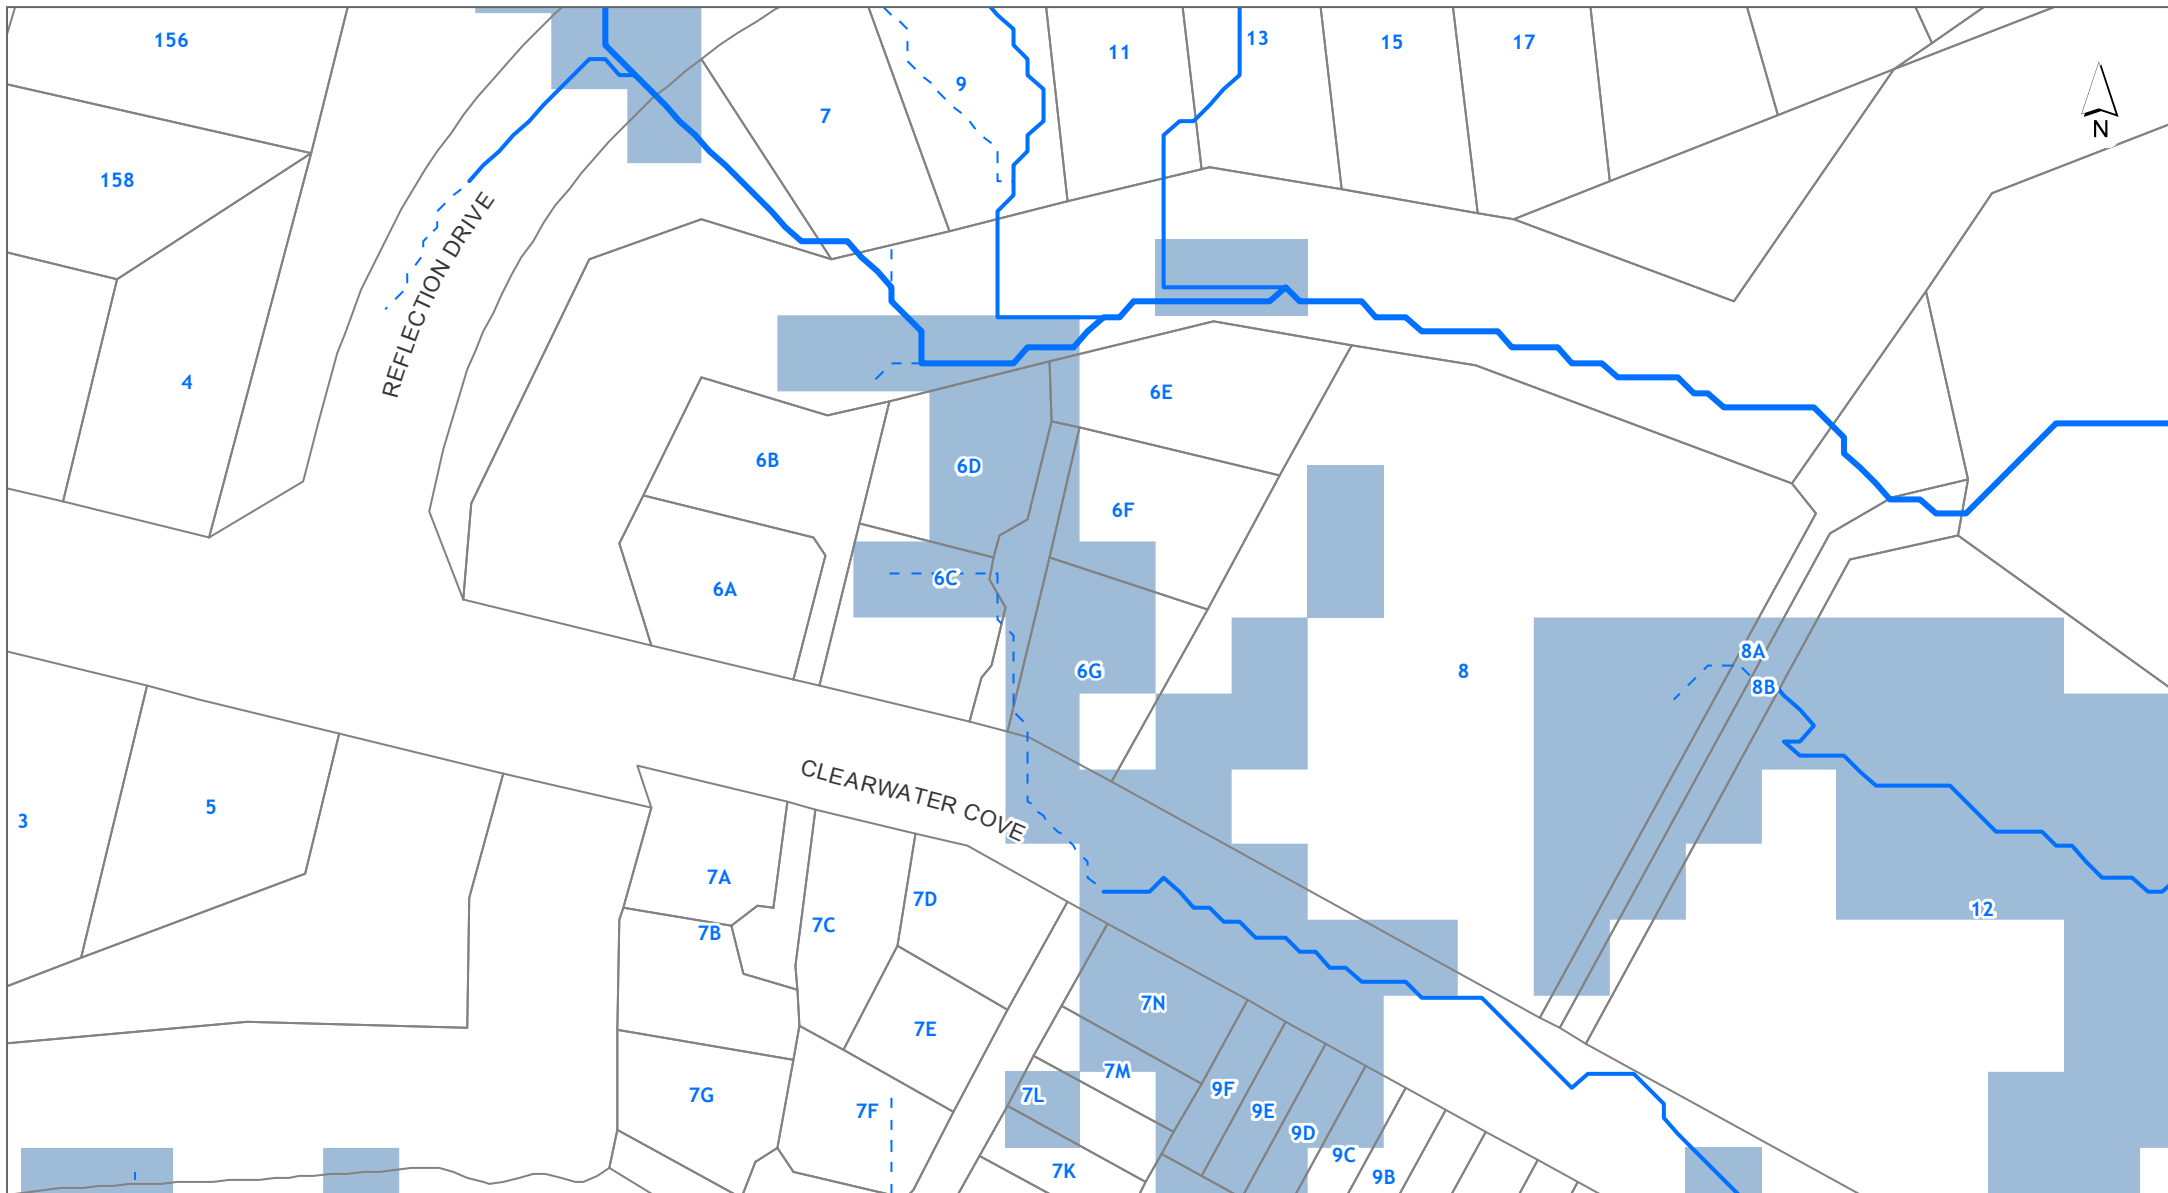 156
13
11
15
17
9
7
N
158
REFLECTION DRIVE
4
6E
6B
6D
6F
6C
6A
8A
6G
8
8B
CLEARWATER COVE
5
3
7A
7D
12
7C
7B
7N
7E
7M
9F
7G
7L
7F
9E
9D
9C
7K
9B